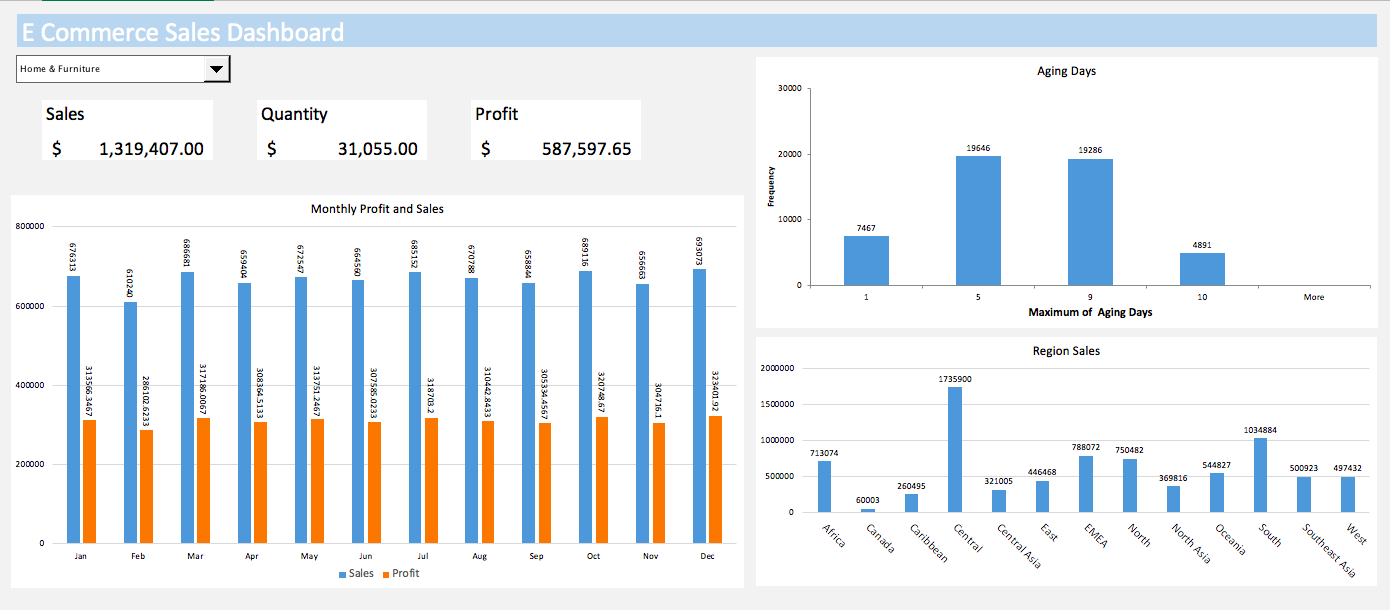 E Commerce Sales Dashboard
Home & Furniture
Sales
$ 1,319,407.00
Quantity
$ 31,055.00
Profit
$ 587,597.65
Monthly Profit and Sales
800000
600000
400000
200000
0
676313
313566.3467
610240
286102.6233
686681
317186.0067
659404
308364.5133
672547
313751.2467
664560
307585.0233
685152
318703.2
670788
310442.8433
658844
305334.4567
689116
320748.67
656663
304716.1
693073
323401.92
Jan Feb Mar Apr May Jun Jul Aug Sep Oct Nov Dec
Sales Profit
Aging Days
30000
20000
10000
0
Frequency
7467
19646
19286
4891
1 5 9 10 More
Maximum of Aging Days
Region Sales
2000000
1500000
1000000
500000
0
713074
60003
260495
1735900
321005
446468
788072
750482
369816
544827
1034884
500923
497432
Africa
Canada
Caribbean
Central
Central Asia
East
EMEA
North
North Asia
Oceania
South
Southeast Asia
West